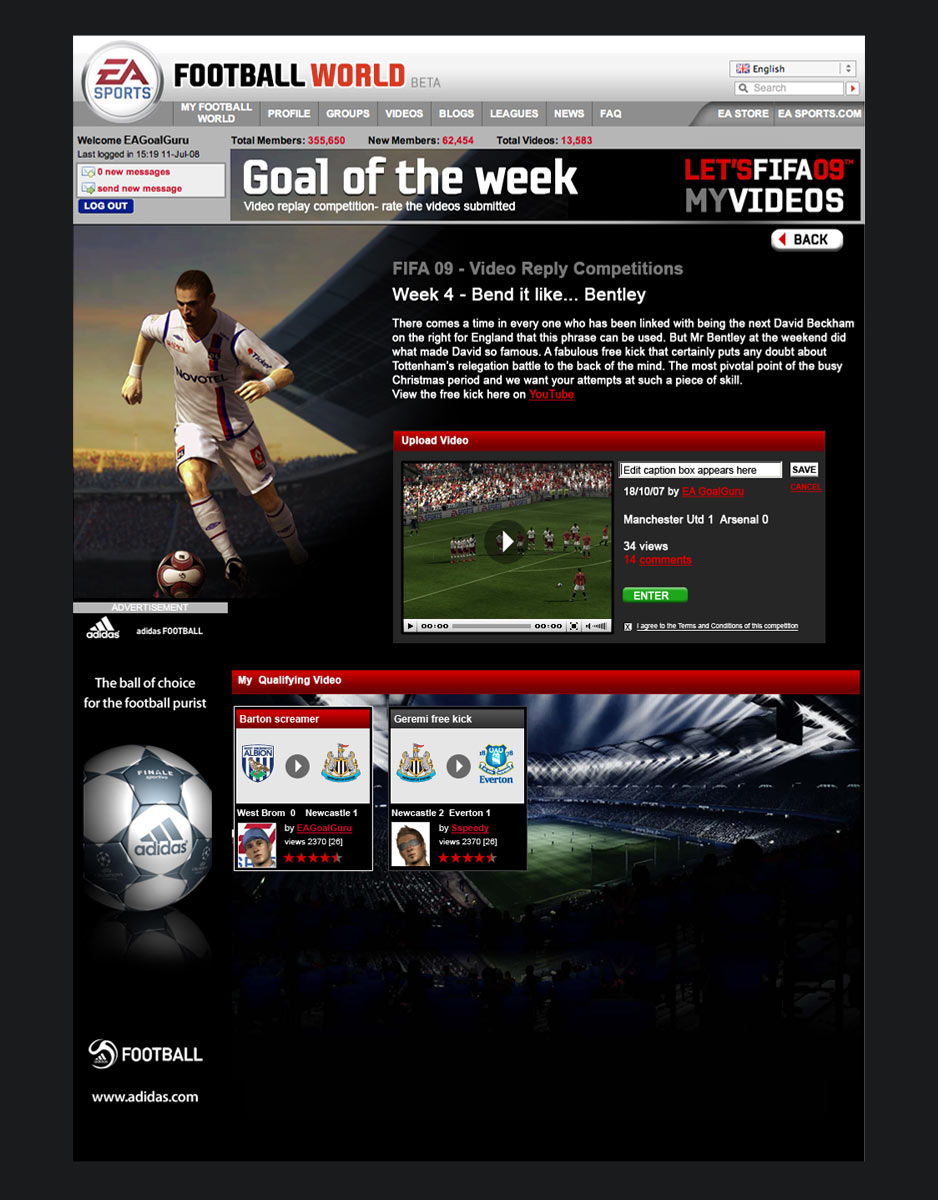 EA
SPORTS
FOOTBALL WORLD BETA
English
Search
MY FOOTBALL WORLD
PROFILE
GROUPS
VIDEOS
BLOGS
LEAGUES
NEWS
FAQ
EA STORE
EA SPORTS.COM
Welcome EAGoalGuru
Last logged in 15:19 11-Jul-08
0 new messages
send new message
LOG OUT
Total Members: 355,650 New Members: 62,454 Total Videos: 13,583
Goal of the week
Video replay competition- rate the videos submitted
LET'SFIFA09™
MYVIDEOS
BACK
FIFA 09 - Video Reply Competitions
Week 4 - Bend it like... Bentley
There comes a time in every one who has been linked with being the next David Beckham
on the right for England that this phrase can be used. But Mr Bentley at the weekend did
what made David so famous. A fabulous free kick that certainly puts any doubt about
Tottenham's relegation battle to the back of the mind. The most pivotal point of the busy
Christmas period and we want your attempts at such a piece of skill.
View the free kick here on YouTube
NOVOTEL
Ticket
Upload Video
Edit caption box appears here
SAVE
CANCEL
18/10/07 by EA GoalGuru
Manchester Utd 1 Arsenal 0
34 views
14 comments
ENTER
00:00 00:00
I agree to the Terms and Conditions of this competition
ADVERTISEMENT
adidas
adidas FOOTBALL
The ball of choice
for the football purist
FINALE
adidas
FOOTBALL
www.adidas.com
My Qualifying Video
Barton screamer
ALBION
West Brom 0 Newcastle 1
by EAGoalGuru
views 2370 [26]
Geremi free kick
Everton
Newcastle 2 Everton 1
by Sspeedy
views 2370 [26]